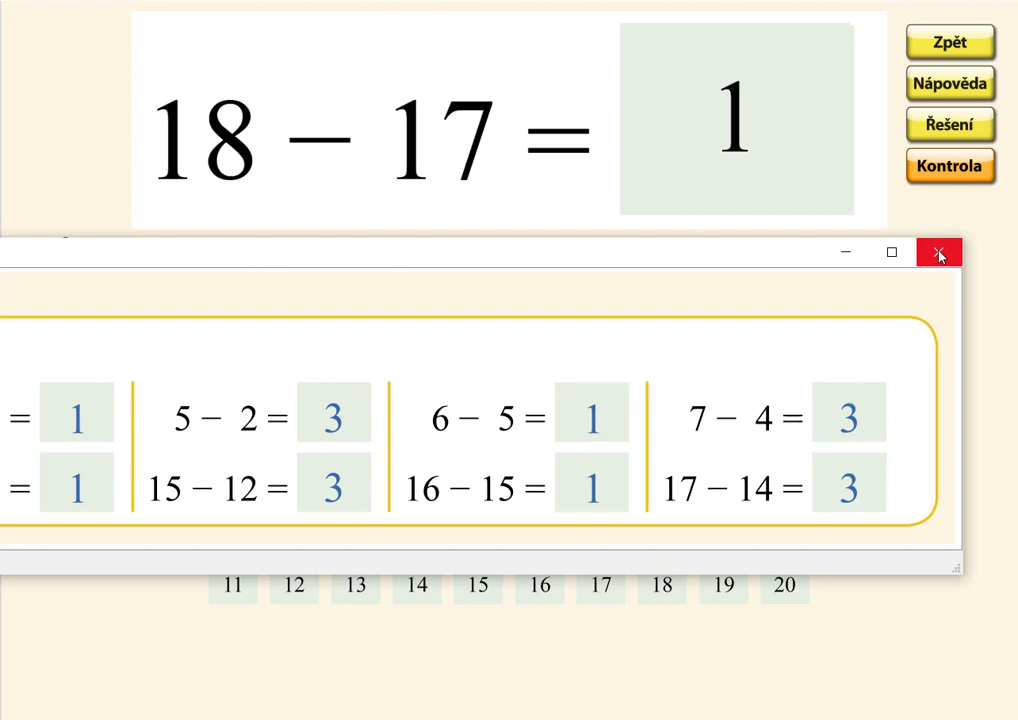 18 − 17 = 1
Zpět
Nápověda
Řešení
Kontrola
= 1 5 − 2 = 3 6 − 5 = 1 7 − 4 = 3
= 1 15 − 12 = 3 16 − 15 = 1 17 − 14 = 3
11 12 13 14 15 16 17 18 19 20